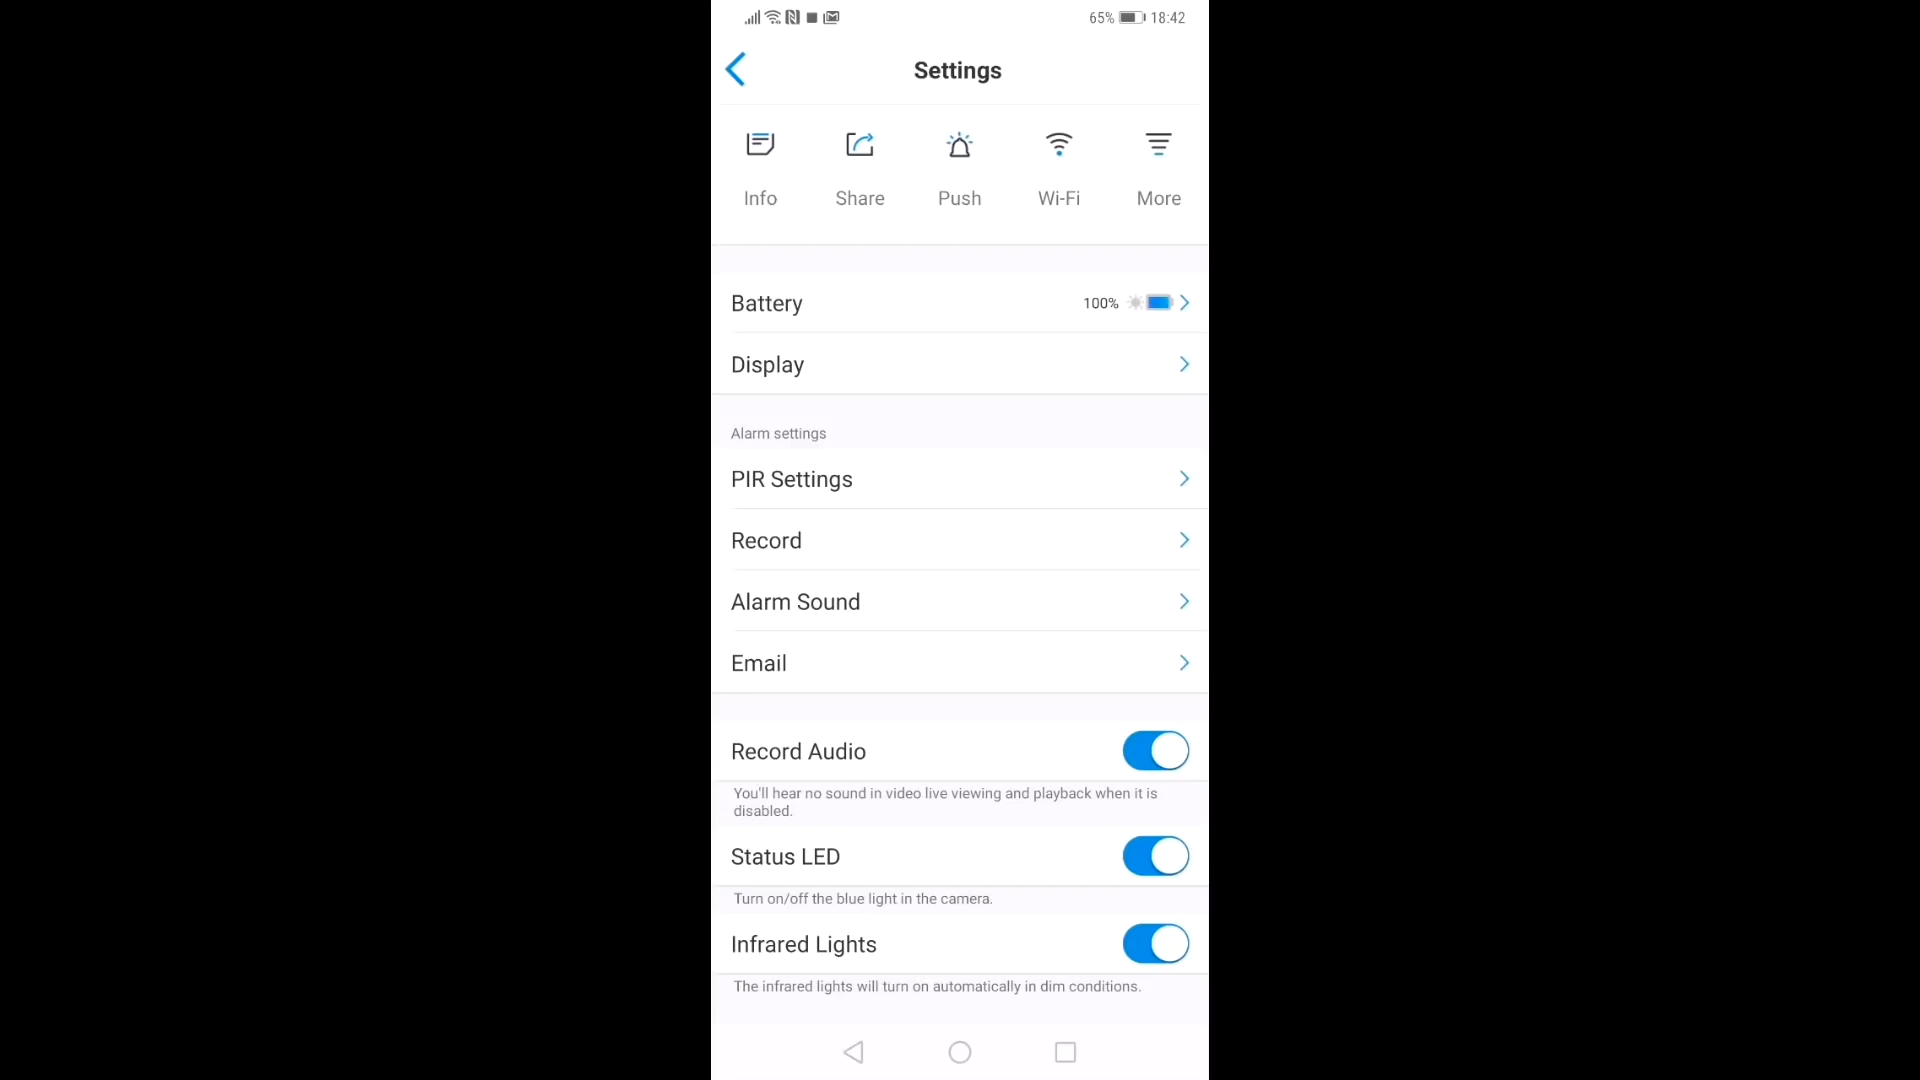 65% 18:42
Settings
Info Share Push Wi-Fi More
Battery 100%
Display
Alarm settings
PIR Settings
Record
Alarm Sound
Email
Record Audio
You'll hear no sound in video live viewing and playback when it is
disabled.
Status LED
Turn on/off the blue light in the camera.
Infrared Lights
The infrared lights will turn on automatically in dim conditions.